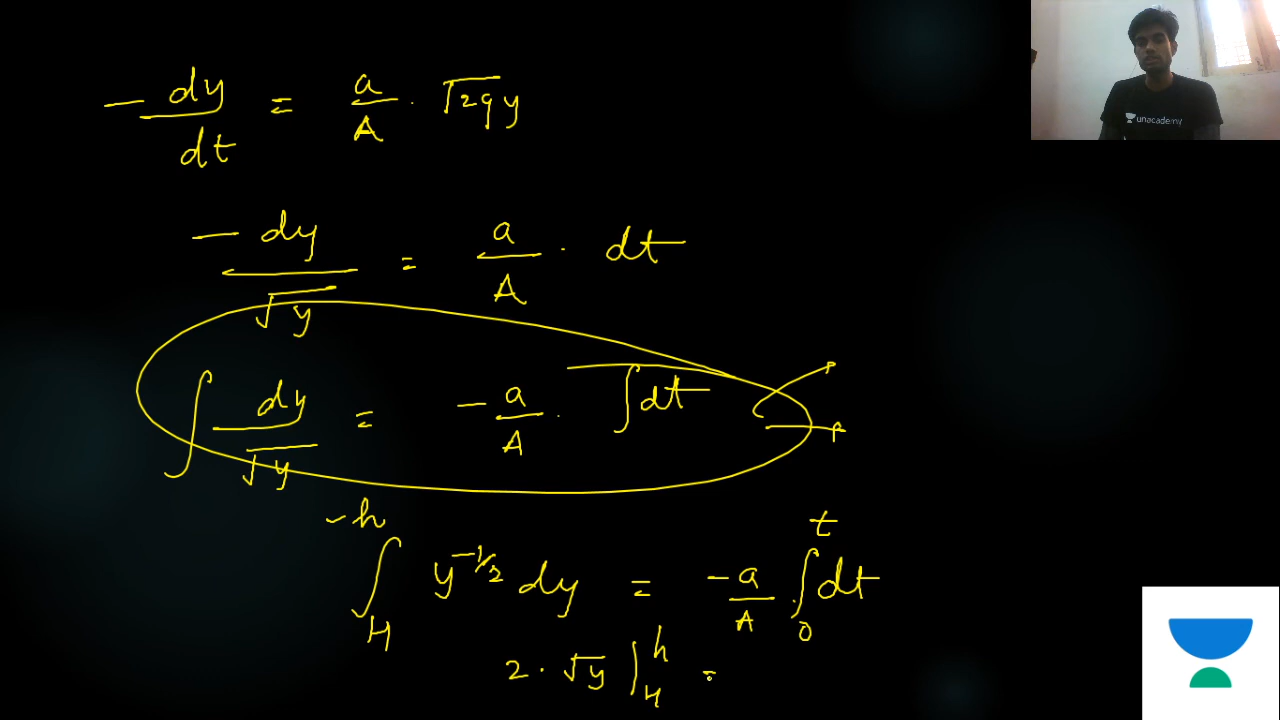 - dy/dt = a/A · √2gy
unacademy
- dy/√y = a/A · dt
∫ dy/√y = - a/A · ∫dt
∫_H^h y^{-1/2} dy = - a/A ∫_0^t dt
2 · √y |_H^h =